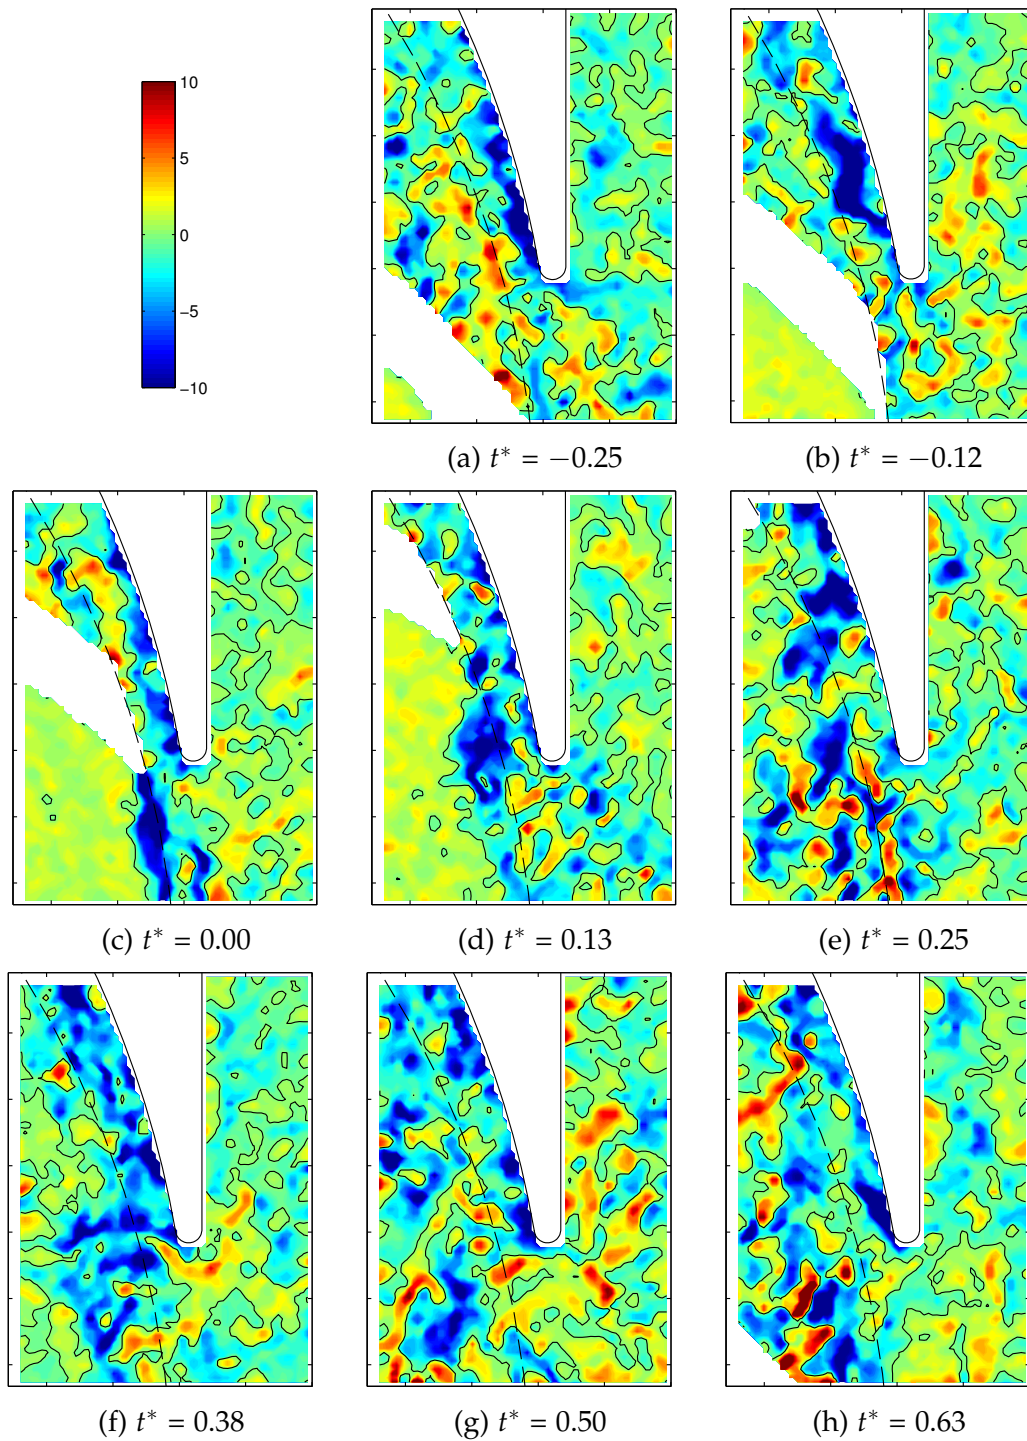 10
5
0
−5
−10
(a) t* = −0.25
(b) t* = −0.12
(c) t* = 0.00
(d) t* = 0.13
(e) t* = 0.25
(f) t* = 0.38
(g) t* = 0.50
(h) t* = 0.63